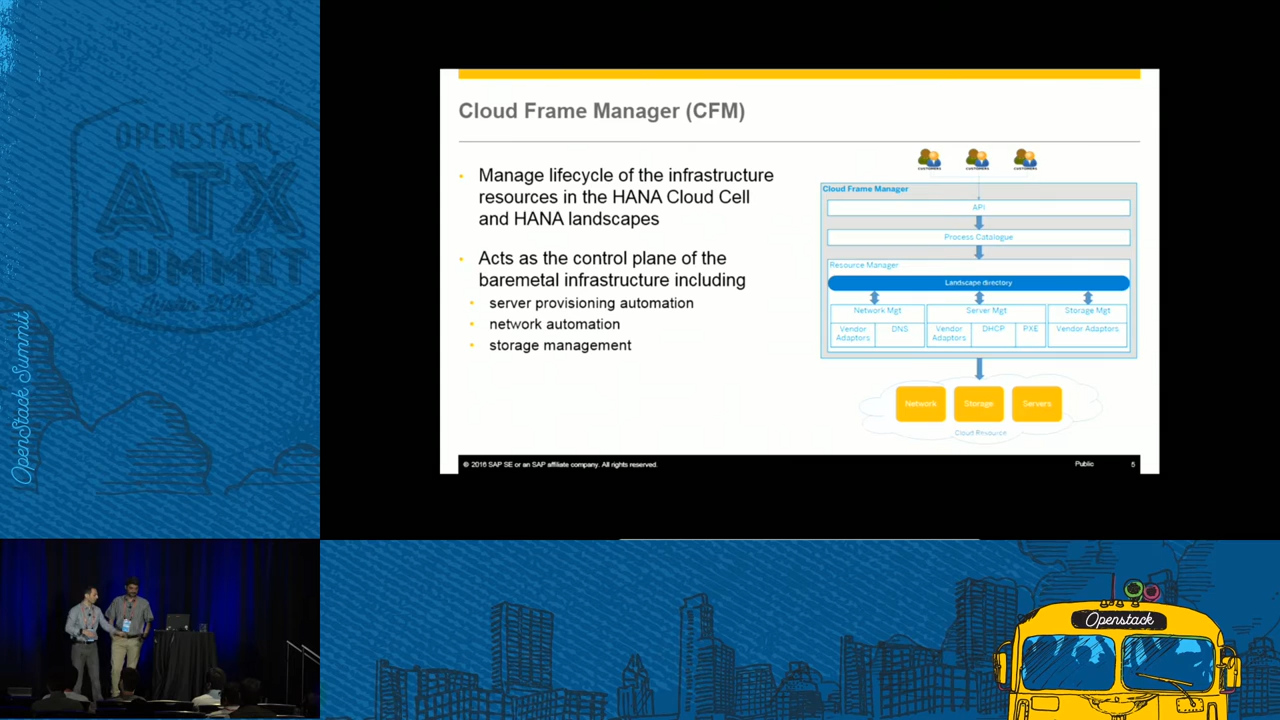 OPENSTACK
ATX
SUMMIT
OpenStack Summit
Cloud Frame Manager (CFM)
Manage lifecycle of the infrastructure
resources in the HANA Cloud Cell
and HANA landscapes
Acts as the control plane of the
baremetal infrastructure including
server provisioning automation
network automation
storage management
CUSTOMERS CUSTOMERS CUSTOMERS
Cloud Frame Manager
API
Process Catalogue
Resource Manager
Landscape directory
Network Mgt Server Mgt Storage Mgt
Vendor Adaptors DNS Vendor Adaptors DHCP PXE Vendor Adaptors
Network Storage Servers
Cloud Resource
© 2016 SAP SE or an SAP affiliate company. All rights reserved. Public 5
Openstack